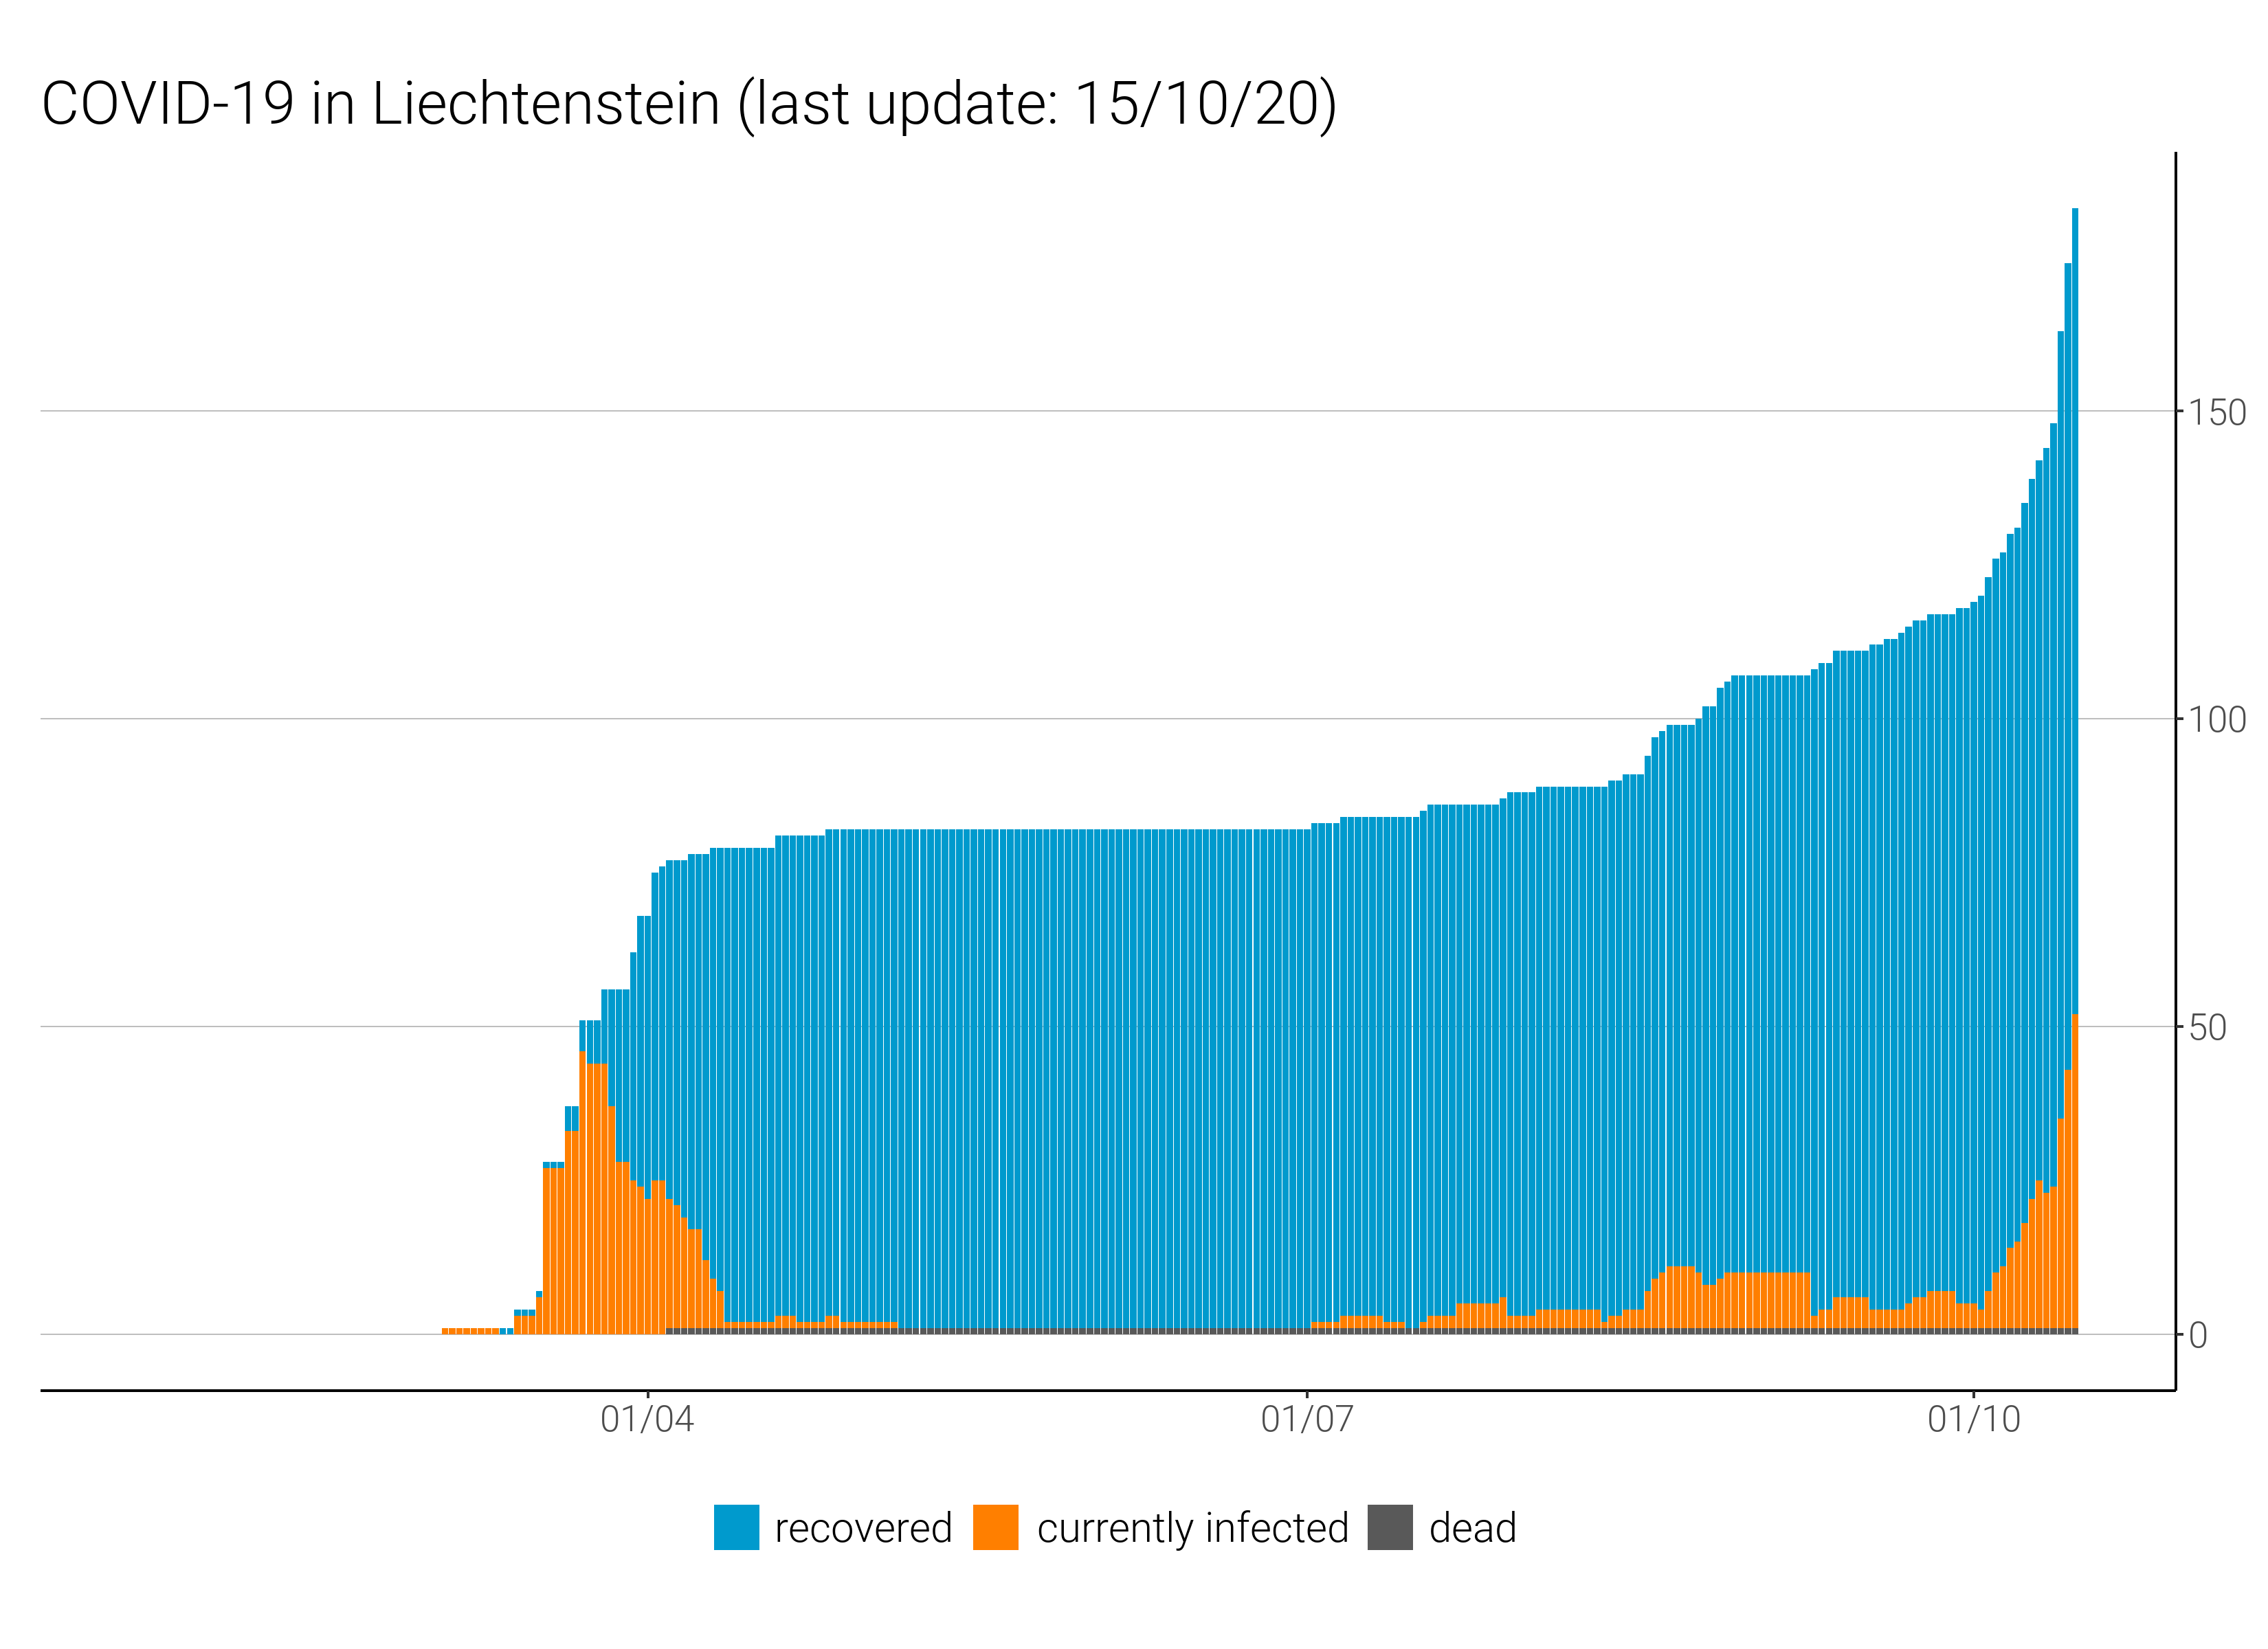 COVID-19 in Liechtenstein (last update: 15/10/20)
150
100
50
0
01/04 01/07 01/10
recovered currently infected dead